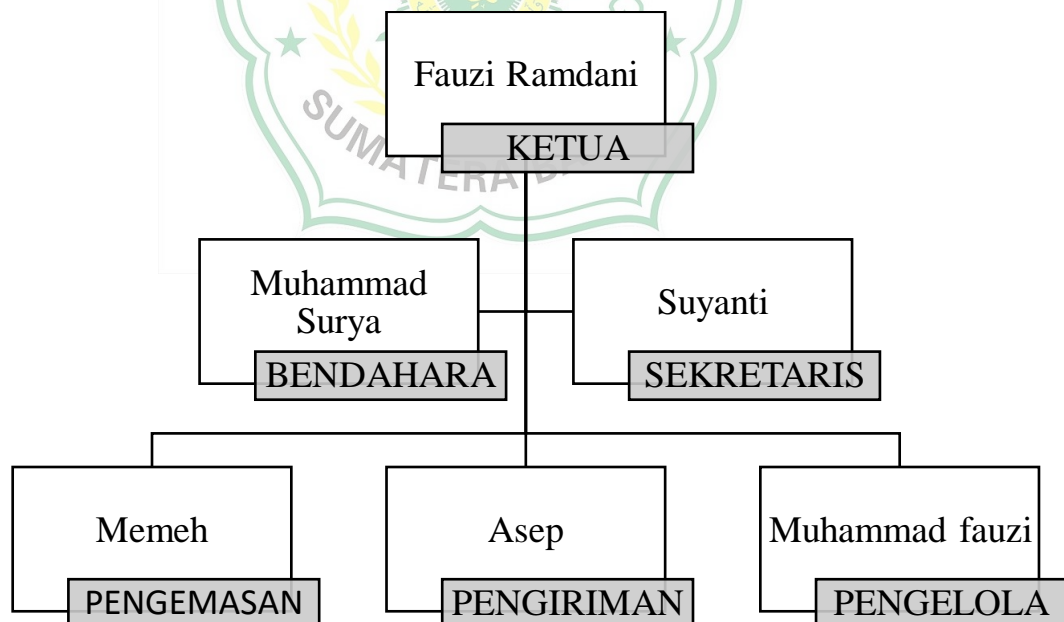 Fauzi Ramdani
KETUA
SUMATERA
Muhammad
Surya
BENDAHARA
Suyanti
SEKRETARIS
Memeh
PENGEMASAN
Asep
PENGIRIMAN
Muhammad fauzi
PENGELOLA